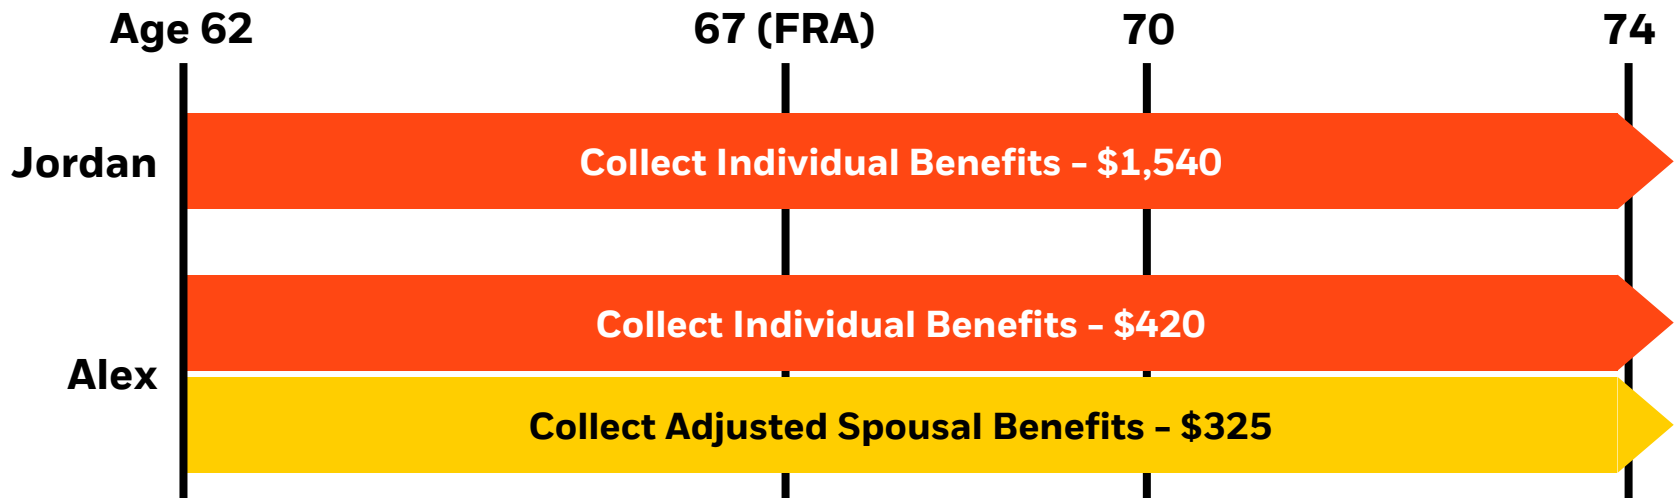 Age 62 67 (FRA) 70 74
Jordan
Collect Individual Benefits – $1,540
Alex
Collect Individual Benefits – $420
Collect Adjusted Spousal Benefits – $325